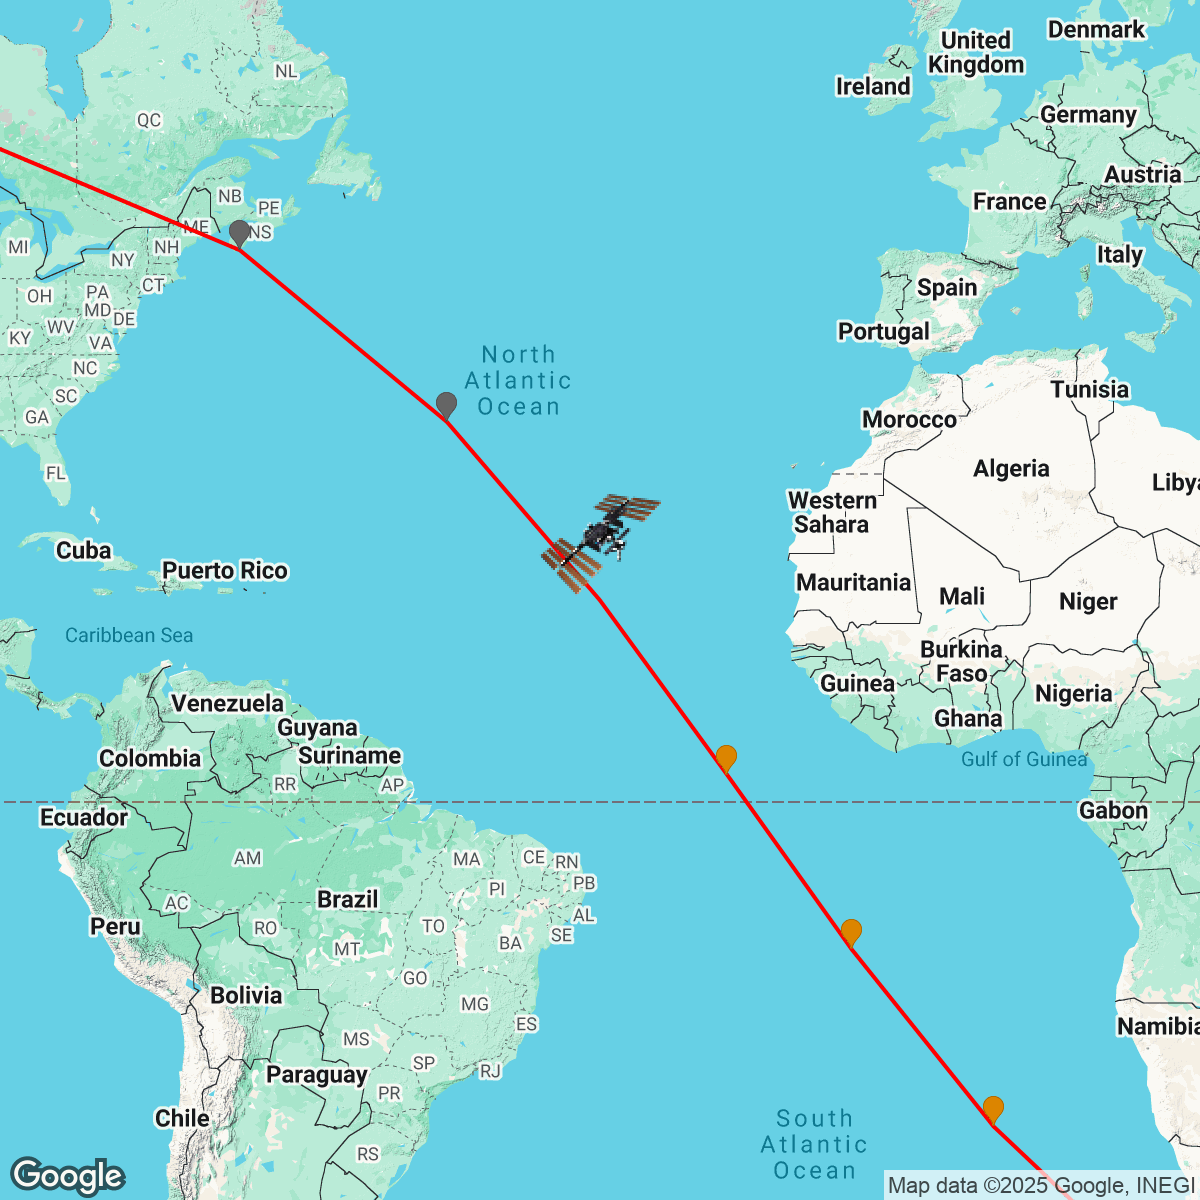 Denmark
United
Kingdom
Ireland
NL
Germany
QC
Austria
NB
France
PE
ME
NS
MI
NH
Italy
NY
CT
Spain
OH
PA
MD
DE
WV
Portugal
KY
VA
North
Atlantic
Ocean
NC
Tunisia
SC
GA
Morocco
Algeria
FL
Libya
Western
Sahara
Cuba
Puerto Rico
Mauritania
Mali
Niger
Caribbean Sea
Burkina
Faso
Guinea
Nigeria
Venezuela
Ghana
Guyana
Colombia
Suriname
Gulf of Guinea
RR
AP
Ecuador
Gabon
AM
MA
CE
RN
PB
PI
AC
Brazil
AL
Peru
RO
TO
SE
MT
BA
GO
Bolivia
MG
ES
Namibia
MS
SP
RJ
Paraguay
PR
Chile
South
Atlantic
Ocean
RS
Google
Map data ©2025 Google, INEGI